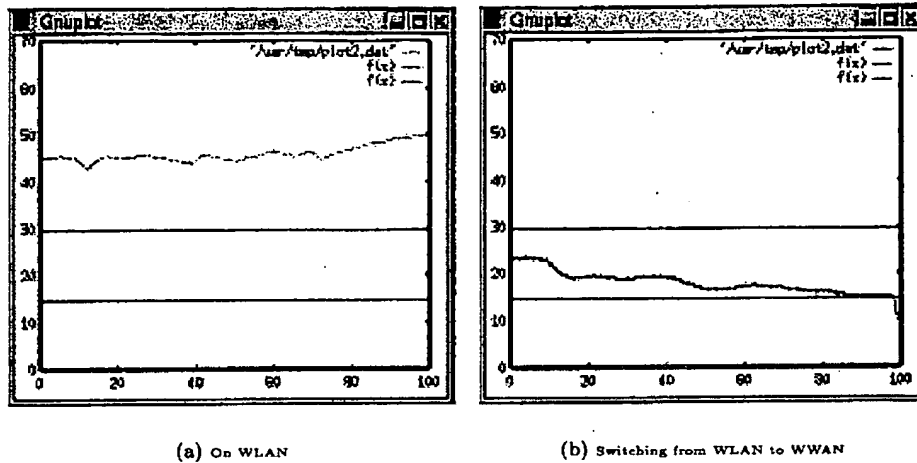 Gnuplot
70
60
50
40
30
20
10
0
0 20 40 60 80 100
"/usr/tmp/plot2.dat"
f(x)
f(x)
(a) On WLAN
Gnuplot
70
60
50
40
30
20
10
0
0 20 40 60 80 100
"/usr/tmp/plot2.dat"
f(x)
f(x)
(b) Switching from WLAN to WWAN